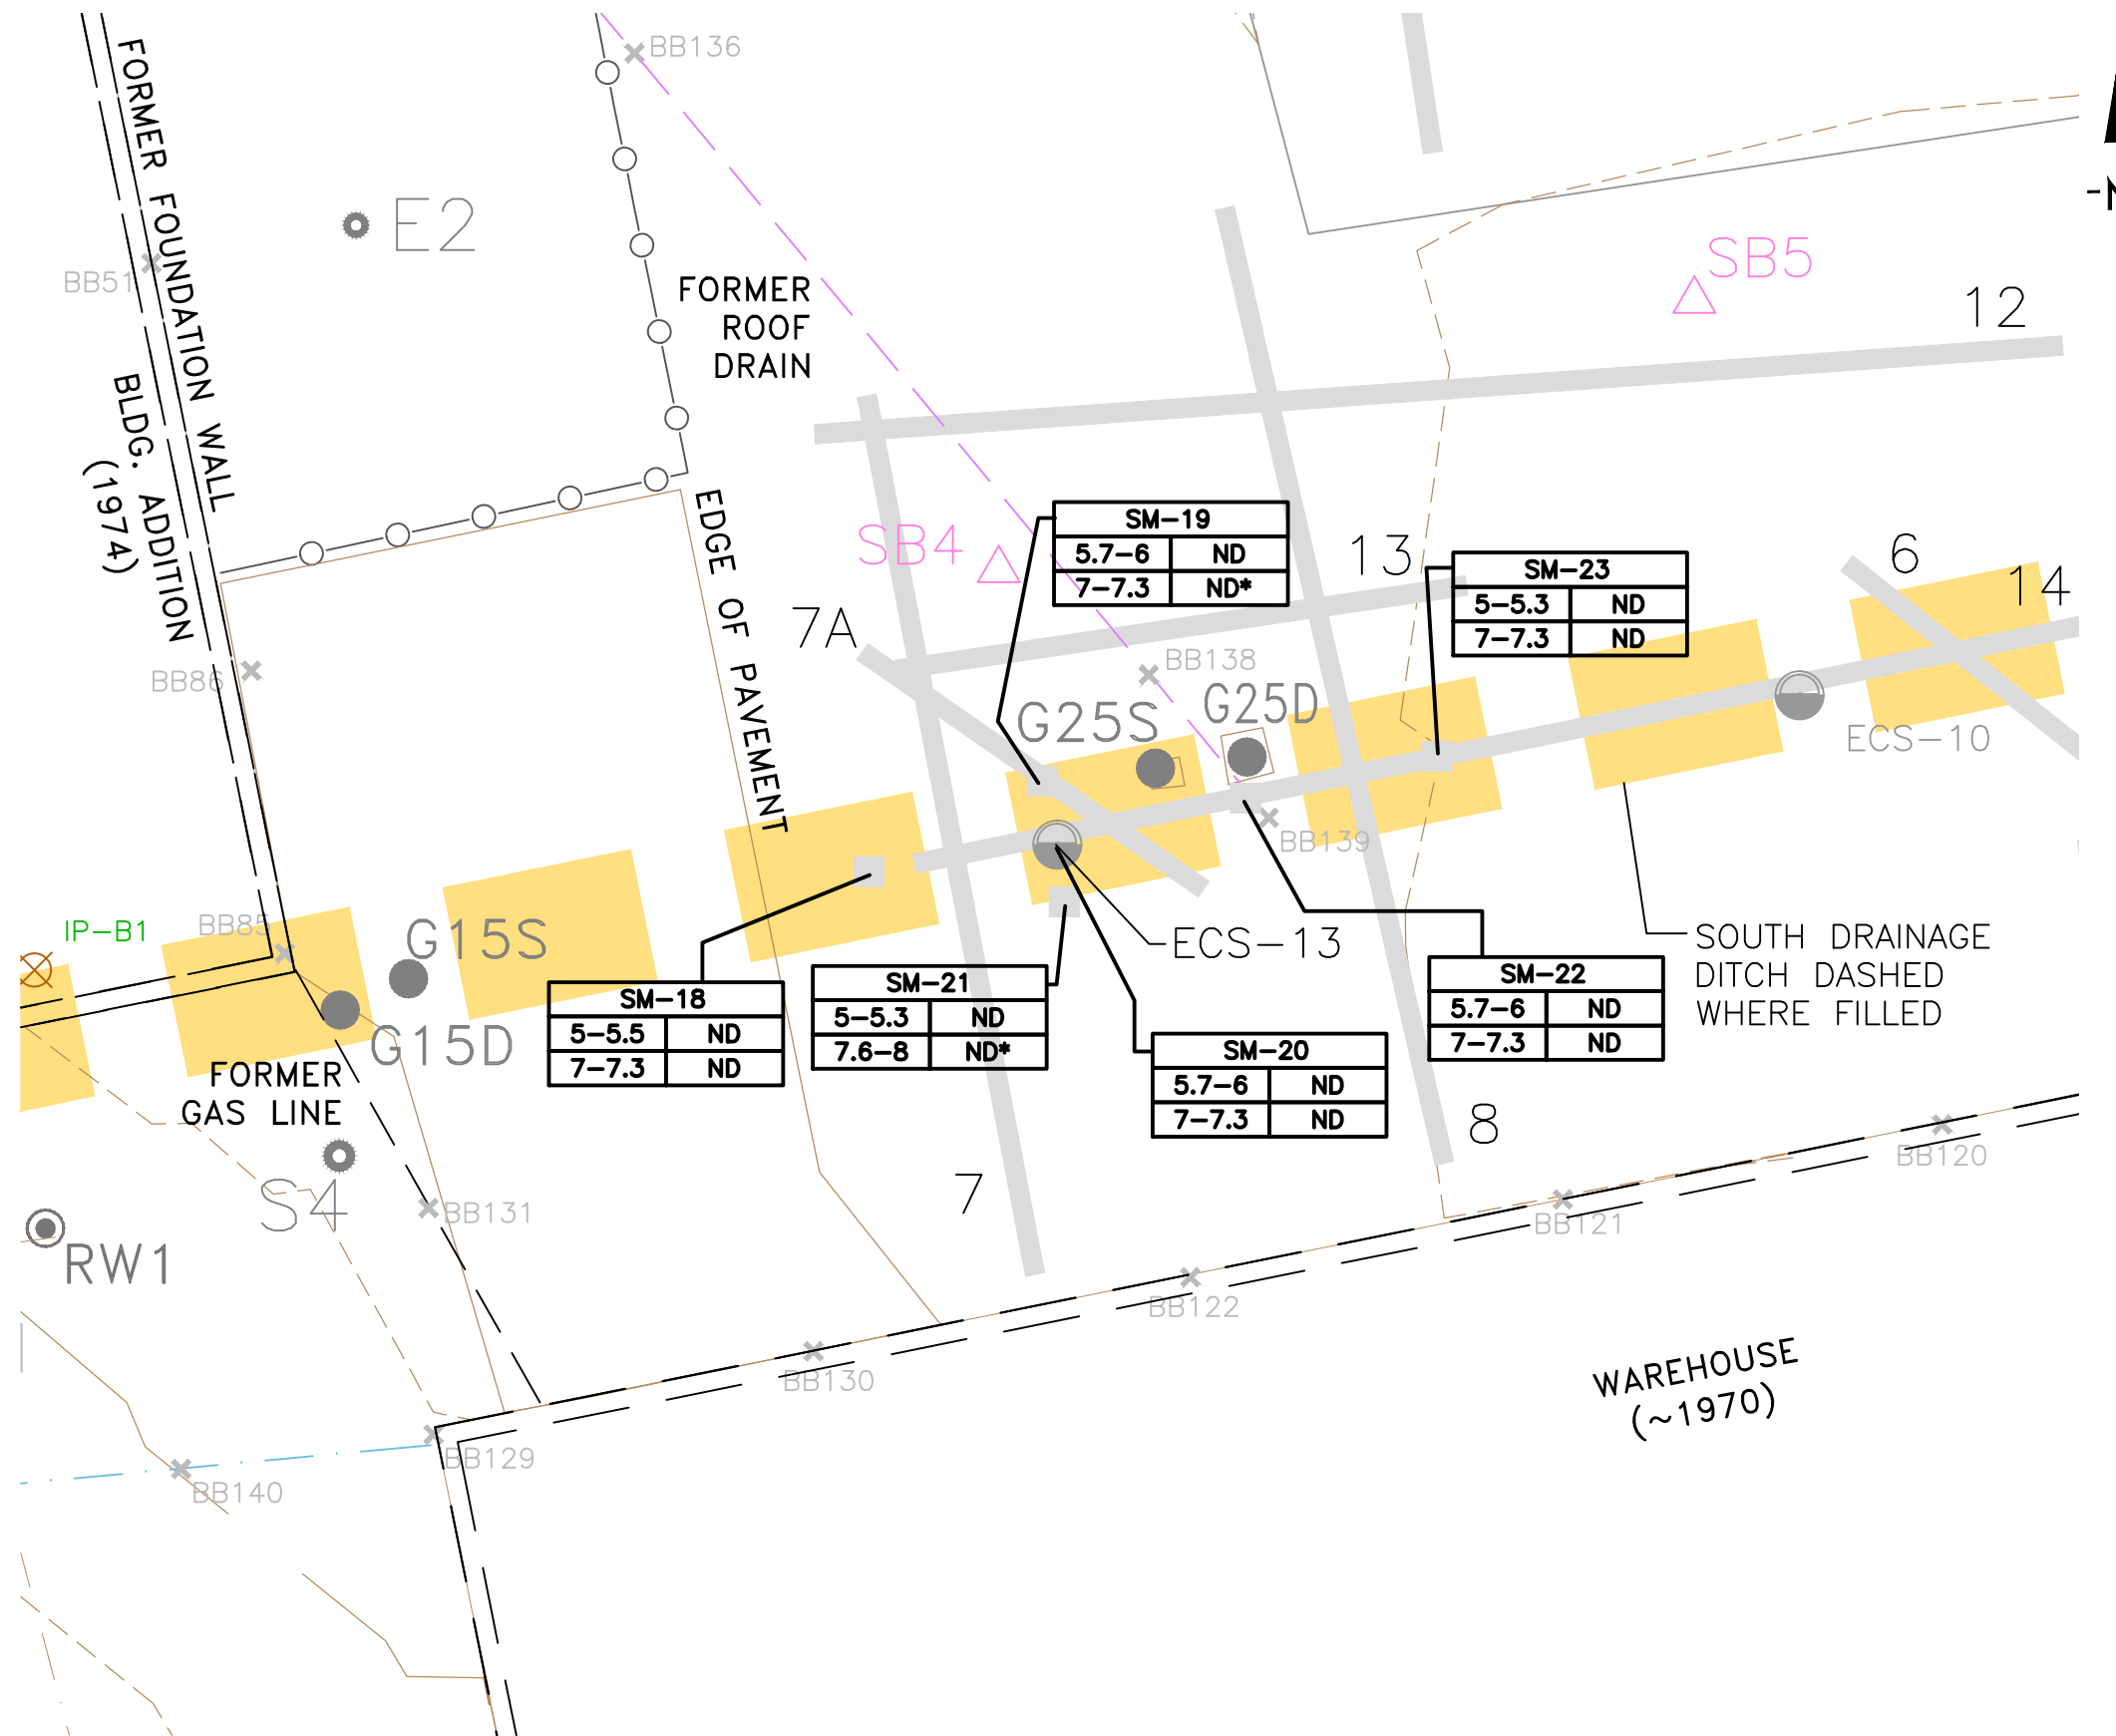 BB136
FORMER FOUNDATION WALL
BLDG. ADDITION
(1974)
E2
BB51
FORMER
ROOF
DRAIN
SB5
12
EDGE OF PAVEMENT
SB4
SM-19
5.7-6 ND
7-7.3 ND*
13
SM-23
5-5.3 ND
7-7.3 ND
6
14
7A
BB138
BB86
G25S
G25D
ECS-10
BB139
IP-B1
BB85
G15S
ECS-13
SOUTH DRAINAGE
DITCH DASHED
WHERE FILLED
SM-18
5-5.5 ND
7-7.3 ND
SM-21
5-5.3 ND
7.6-8 ND*
SM-22
5.7-6 ND
7-7.3 ND
G15D
SM-20
5.7-6 ND
7-7.3 ND
FORMER
GAS LINE
8
BB120
S4
7
BB131
BB121
RW1
BB122
BB130
WAREHOUSE
(~1970)
BB129
BB140